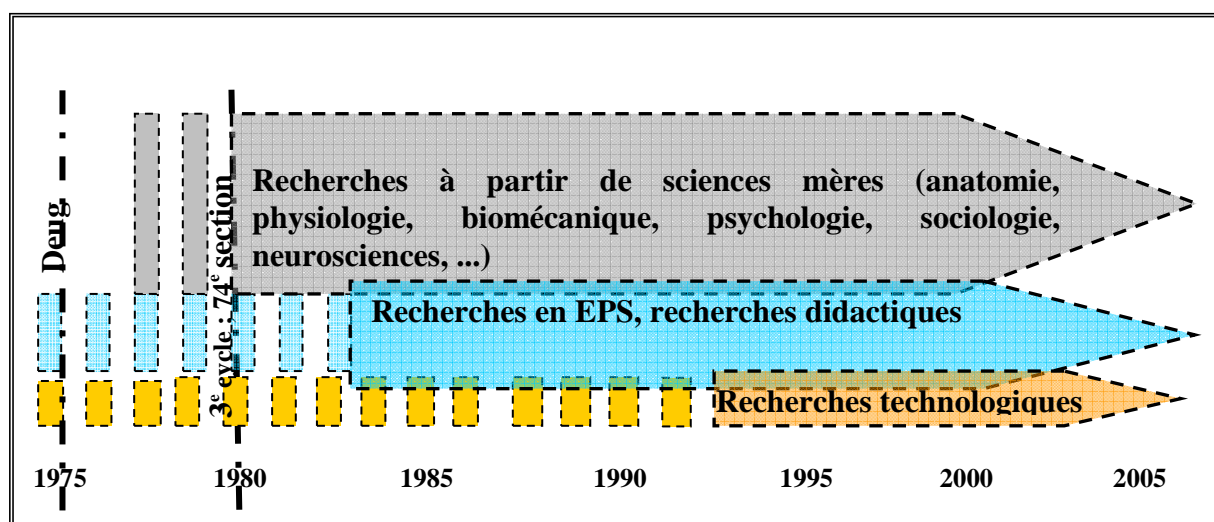 Deug
3e cycle : 74e section
Recherches à partir de sciences mères (anatomie,
physiologie, biomécanique, psychologie, sociologie,
neurosciences, ...)
Recherches en EPS, recherches didactiques
Recherches technologiques
1975 1980 1985 1990 1995 2000 2005